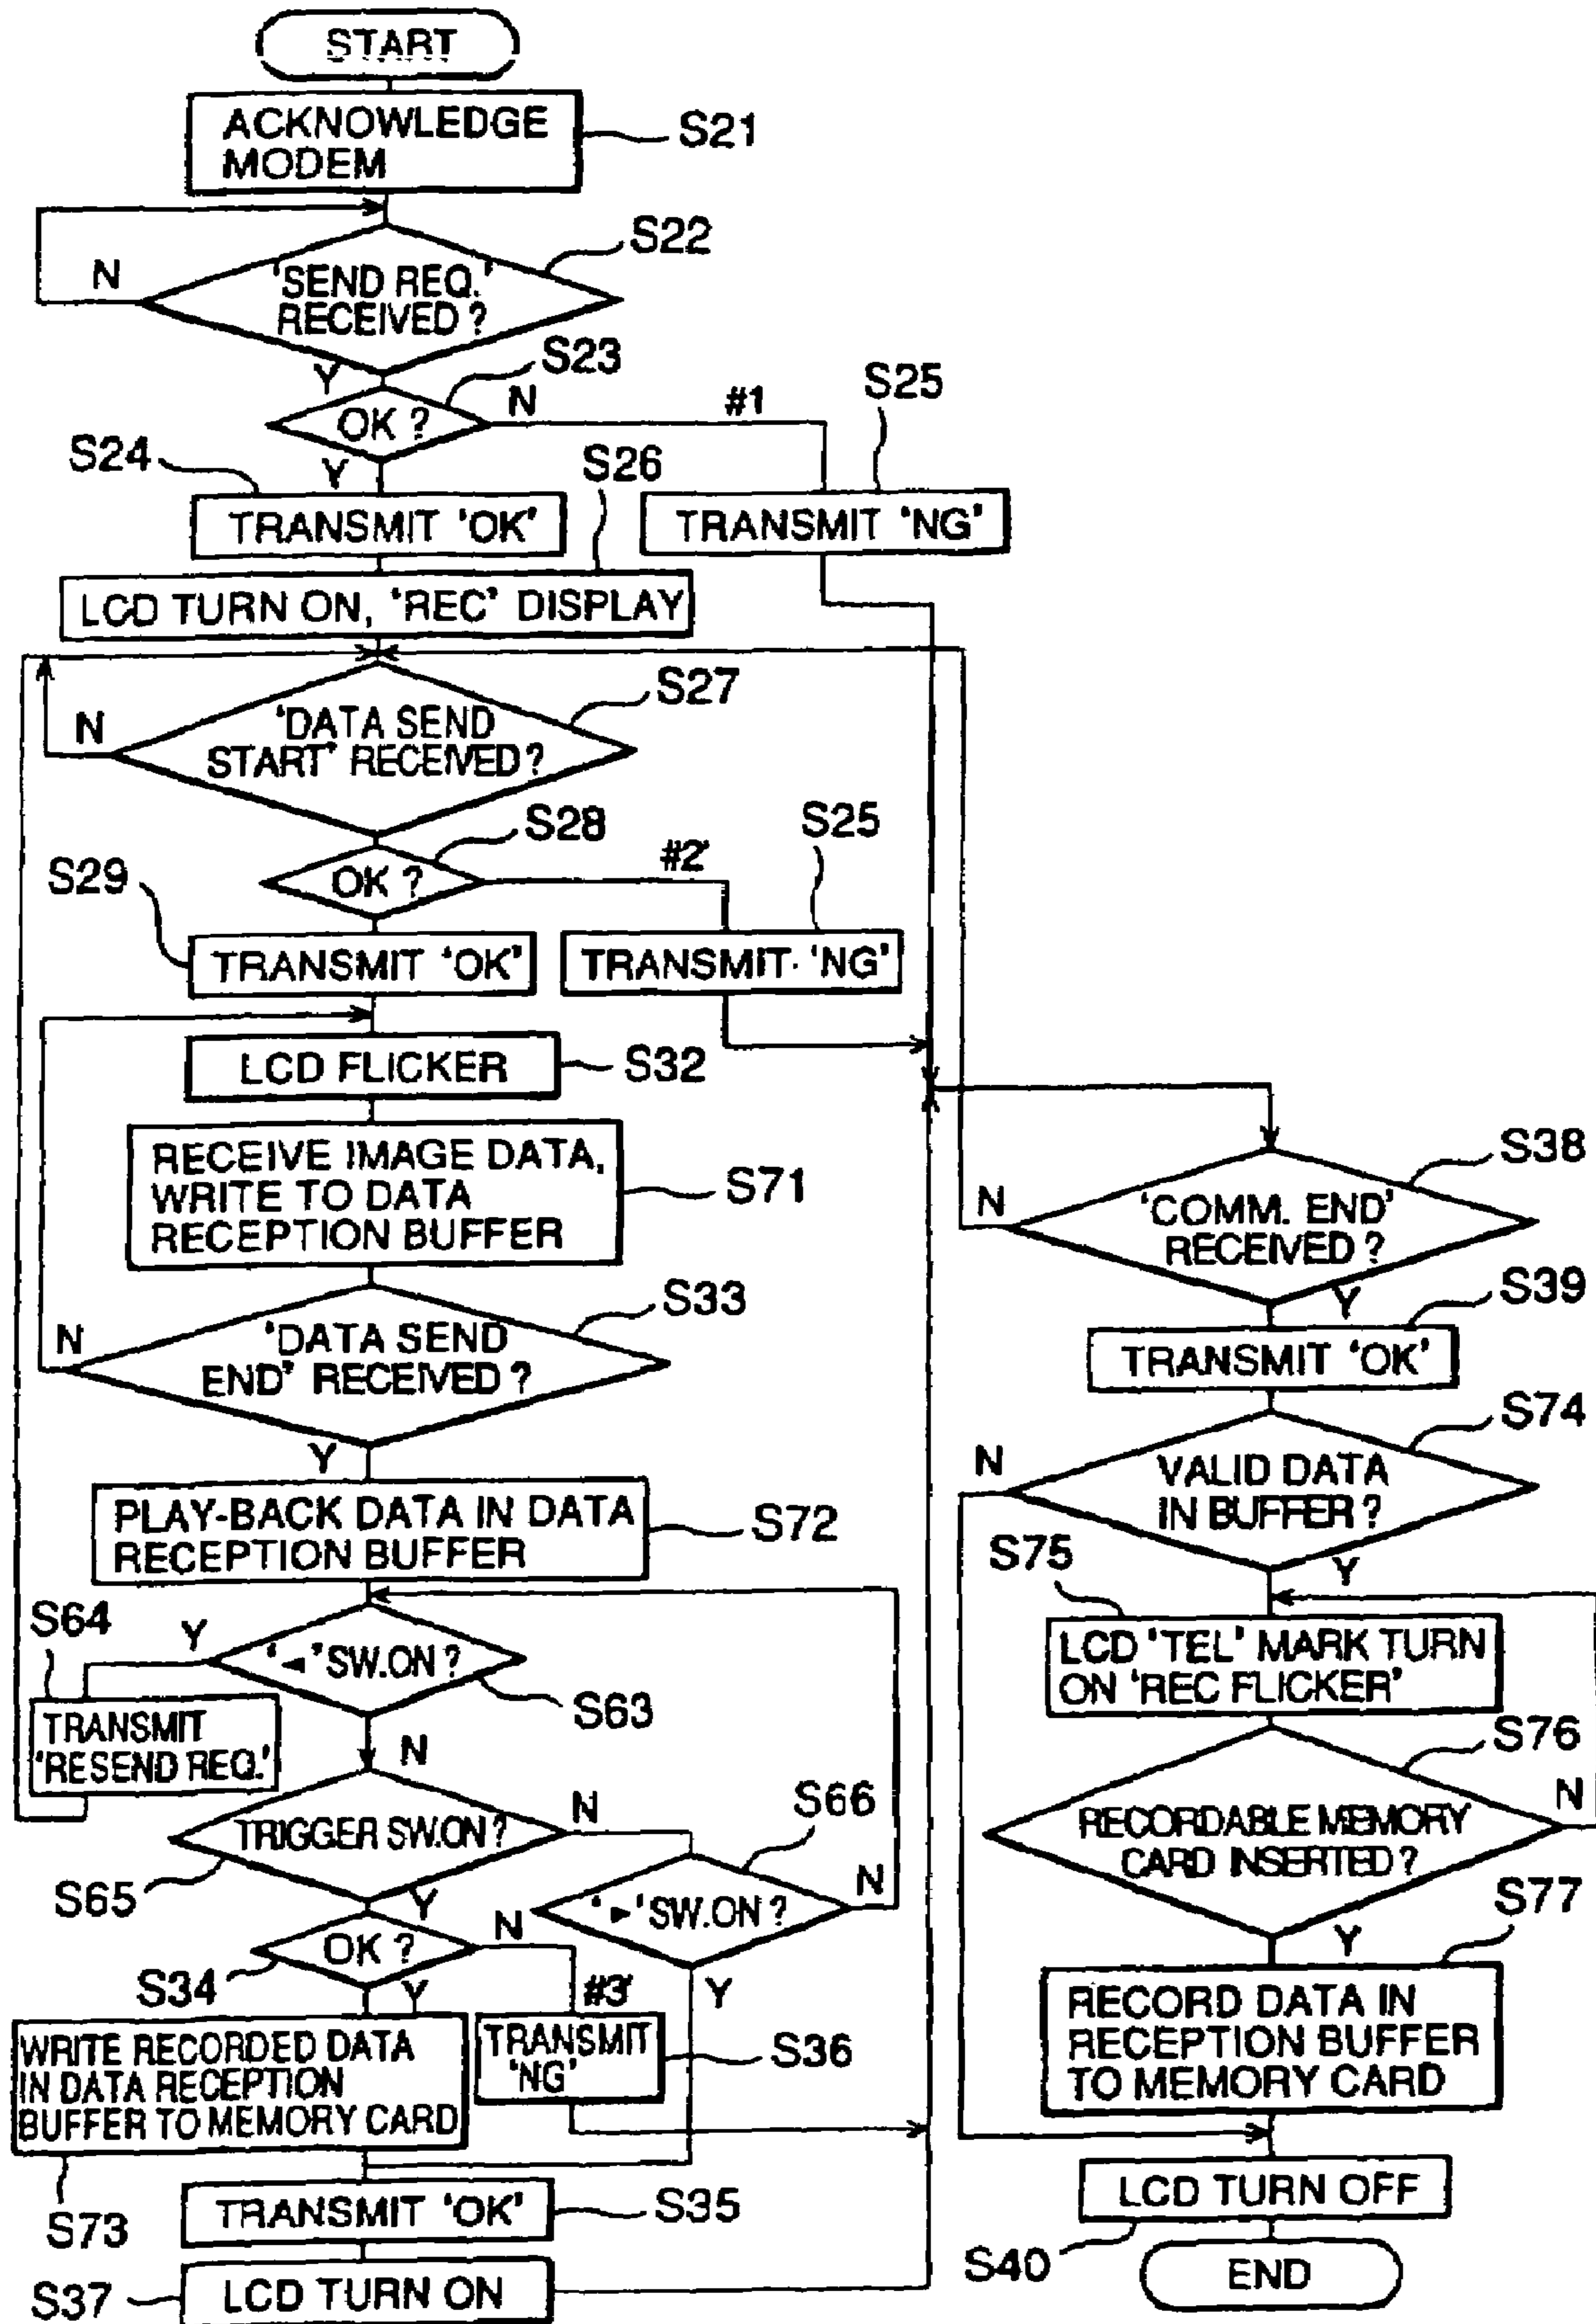 START
ACKNOWLEDGE
MODEM
S21
S22
N
'SEND REQ.'
RECEIVED ?
Y
S23
OK ?
N
#1
S25
S24
Y
S26
TRANSMIT 'OK'
TRANSMIT 'NG'
LCD TURN ON, 'REC' DISPLAY
S27
N
'DATA SEND
START' RECEIVED ?
S28
S25
#2'
S29
OK ?
TRANSMIT 'OK'
TRANSMIT 'NG'
LCD FLICKER
S32
RECEIVE IMAGE DATA,
WRITE TO DATA
RECEPTION BUFFER
S71
S33
N
'DATA SEND
END' RECEIVED ?
Y
PLAY-BACK DATA IN DATA
RECEPTION BUFFER
S72
S64
Y
'◄' SW.ON ?
S63
TRANSMIT
'RESEND REQ.'
N
TRIGGER SW.ON ?
N
S66
S65
Y
'►' SW.ON ?
N
OK ?
N
S34
Y
#3'
Y
WRITE RECORDED DATA
IN DATA RECEPTION
BUFFER TO MEMORY CARD
TRANSMIT
'NG'
S36
S73
TRANSMIT 'OK'
S35
S37
LCD TURN ON
S38
N
'COMM. END'
RECEIVED ?
Y
S39
TRANSMIT 'OK'
S74
N
VALID DATA
IN BUFFER ?
S75
Y
LCD 'TEL' MARK TURN
ON 'REC FLICKER'
S76
N
RECORDABLE MEMORY
CARD INSERTED ?
S77
Y
RECORD DATA IN
RECEPTION BUFFER
TO MEMORY CARD
LCD TURN OFF
S40
END